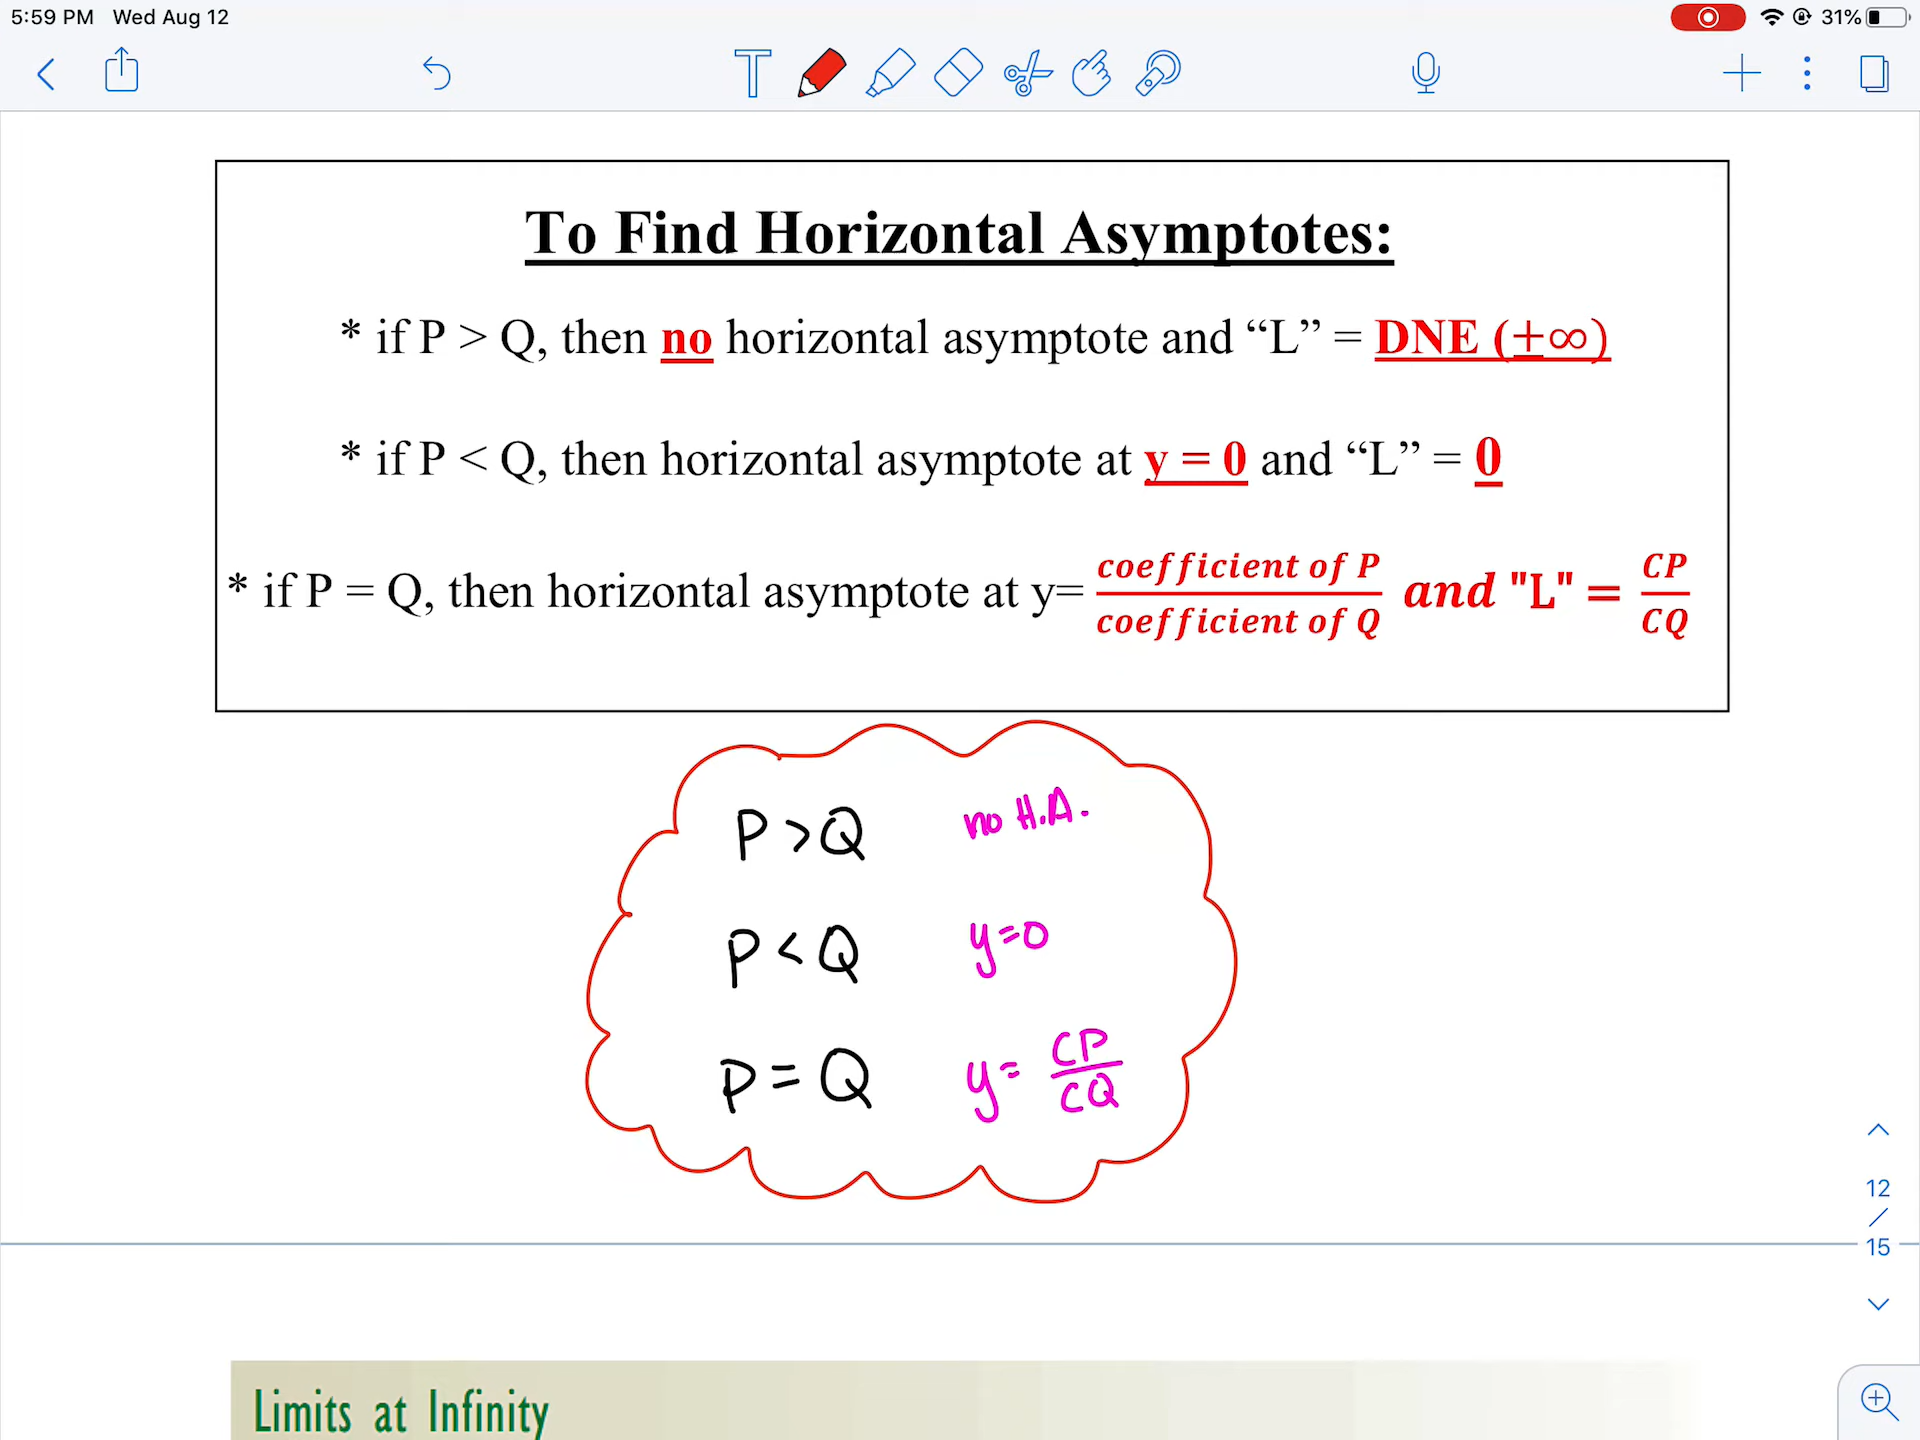 5:59 PM Wed Aug 12
31%
T
To Find Horizontal Asymptotes:
* if P > Q, then no horizontal asymptote and “L” = DNE (±∞)
* if P < Q, then horizontal asymptote at y = 0 and “L” = 0
* if P = Q, then horizontal asymptote at y= coefficient of P / coefficient of Q and "L" = CP / CQ
P > Q no H.A.
P < Q y=0
P = Q y= CP / CQ
12
/
15
Limits at Infinity